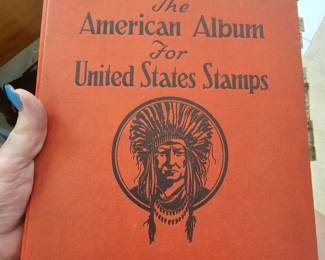 The
American Album
For
United States Stamps